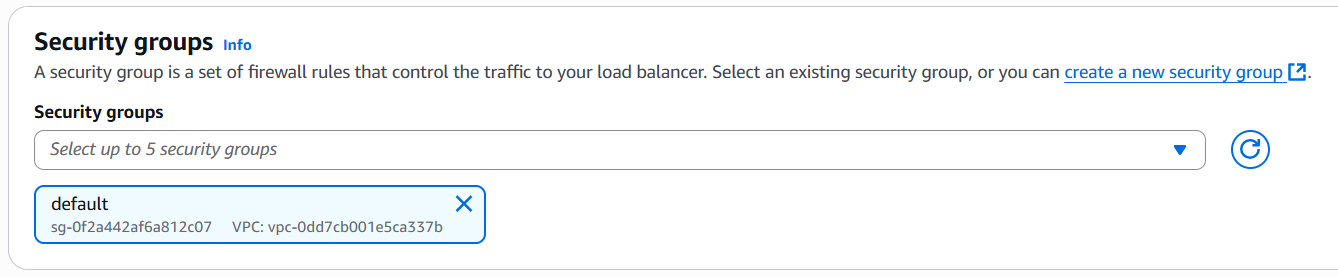 Security groups Info
A security group is a set of firewall rules that control the traffic to your load balancer. Select an existing security group, or you can create a new security group.
Security groups
Select up to 5 security groups
default
sg-0f2a442af6a812c07 VPC: vpc-0dd7cb001e5ca337b